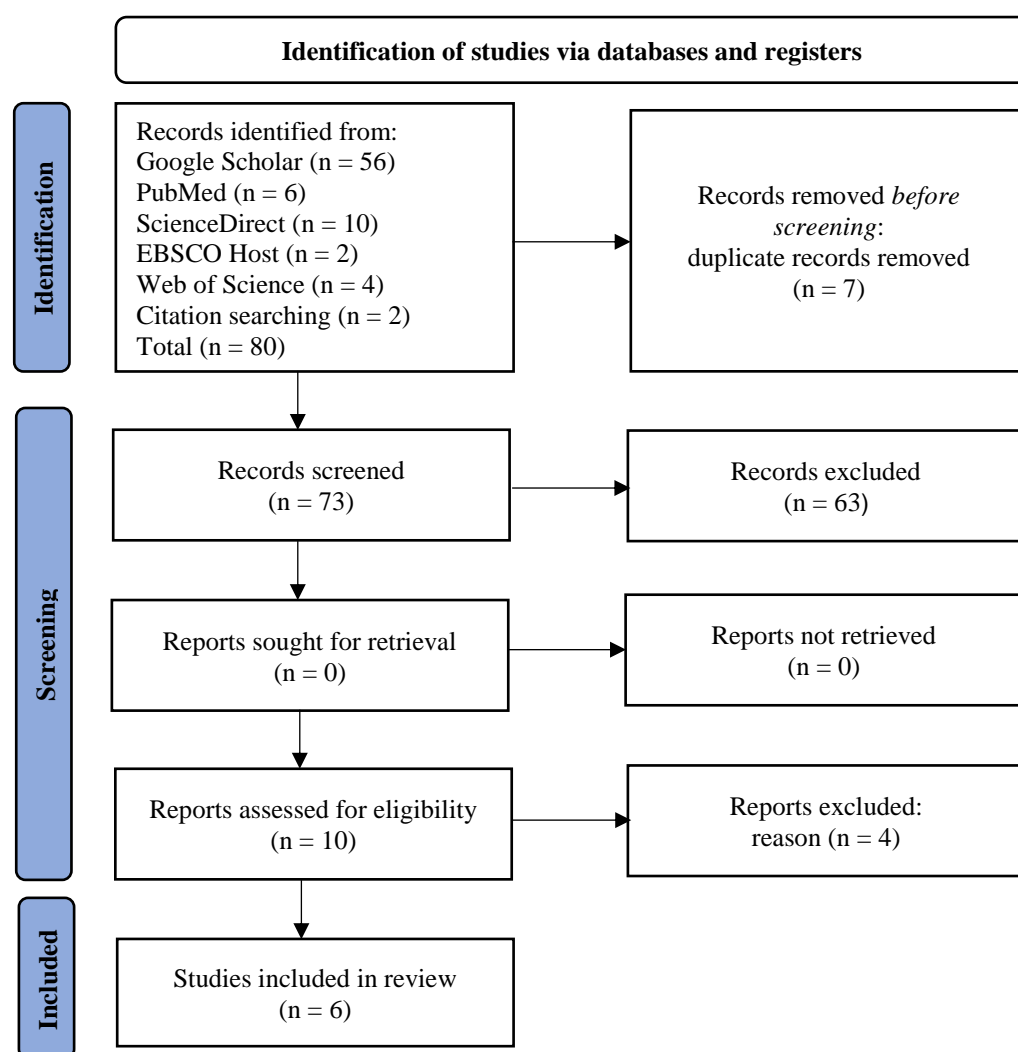 Identification of studies via databases and registers
Identification
Records identified from:
Google Scholar (n = 56)
PubMed (n = 6)
ScienceDirect (n = 10)
EBSCO Host (n = 2)
Web of Science (n = 4)
Citation searching (n = 2)
Total (n = 80)
Records removed before
screening:
duplicate records removed
(n = 7)
Screening
Records screened
(n = 73)
Records excluded
(n = 63)
Reports sought for retrieval
(n = 0)
Reports not retrieved
(n = 0)
Reports assessed for eligibility
(n = 10)
Reports excluded:
reason (n = 4)
Included
Studies included in review
(n = 6)